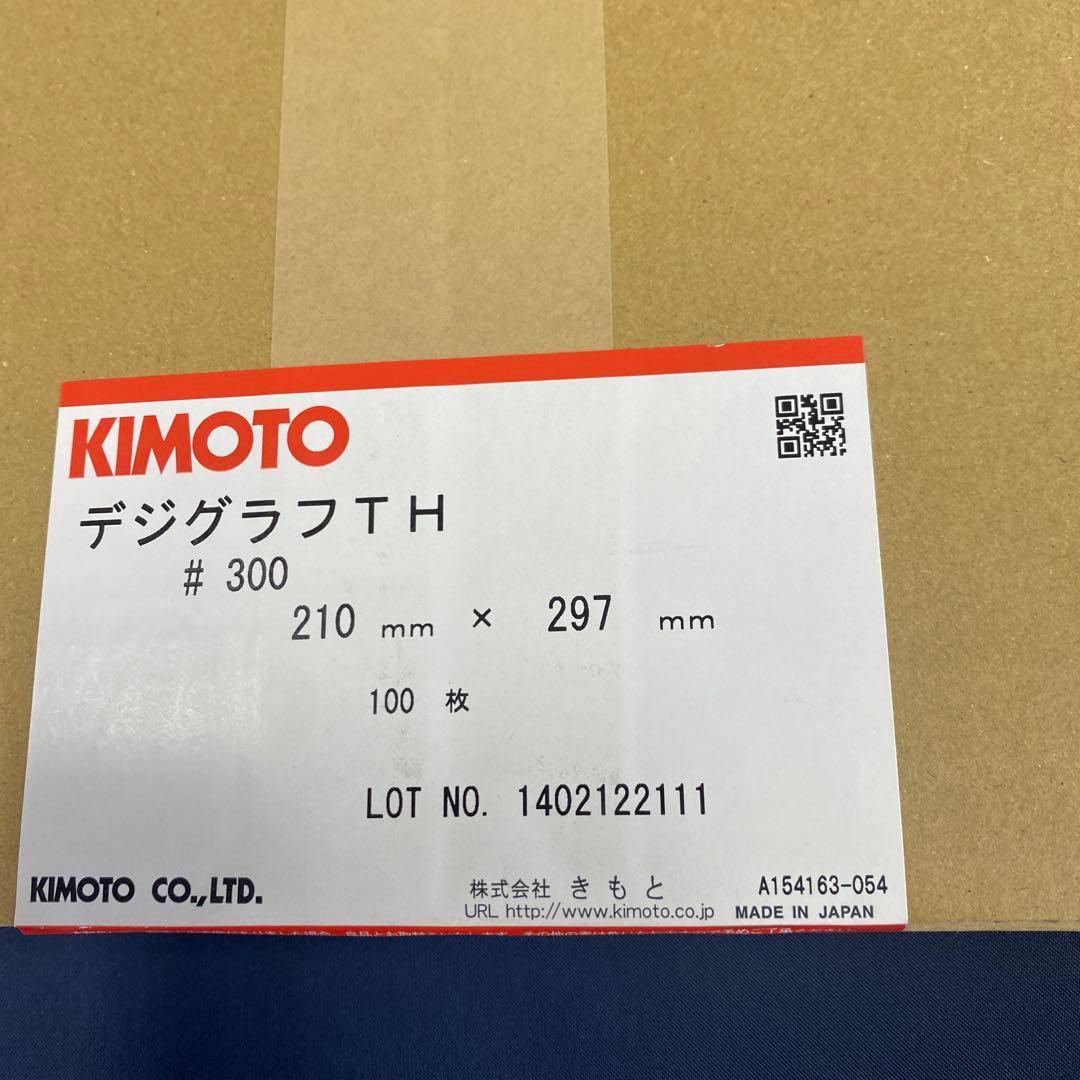 KIMOTO
デジグラフTH
# 300
210 mm × 297 mm
100 枚
LOT NO. 1402122111
KIMOTO CO.,LTD.
株式会社 きもと
A154163-054
URL http://www.kimoto.co.jp
MADE IN JAPAN